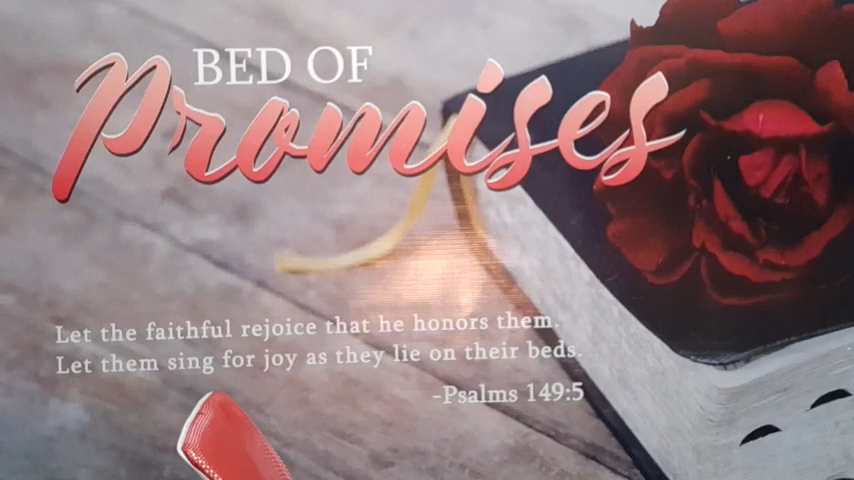 BED OF
Promises
Let the faithful rejoice that he honors them.
Let them sing for joy as they lie on their beds.
-Psalms 149:5